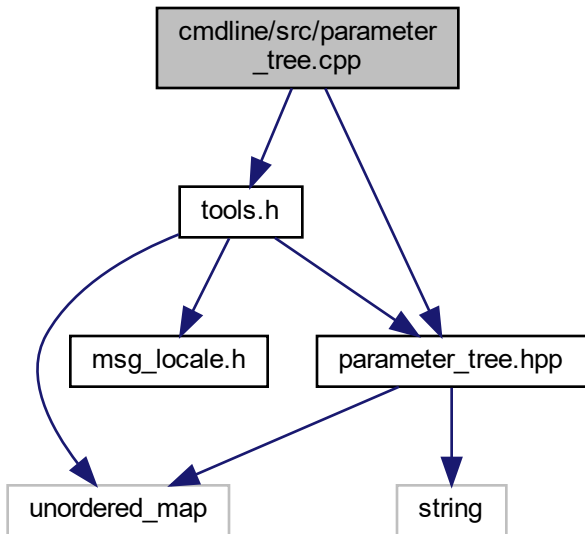 cmdline/src/parameter
_tree.cpp
tools.h
msg_locale.h
parameter_tree.hpp
unordered_map
string